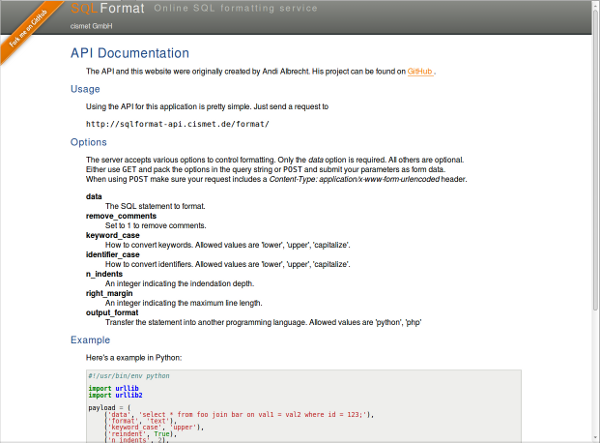 Fork me on GitHub
SQLFormat Online SQL formatting service
cismet GmbH
API Documentation
The API and this website were originally created by Andi Albrecht. His project can be found on GitHub .
Usage
Using the API for this application is pretty simple. Just send a request to
http://sqlformat-api.cismet.de/format/
Options
The server accepts various options to control formatting. Only the data option is required. All others are optional.
Either use GET and pack the options in the query string or POST and submit your parameters as form data.
When using POST make sure your request includes a Content-Type: application/x-www-form-urlencoded header.
data
The SQL statement to format.
remove_comments
Set to 1 to remove comments.
keyword_case
How to convert keywords. Allowed values are 'lower', 'upper', 'capitalize'.
identifier_case
How to convert identifiers. Allowed values are 'lower', 'upper', 'capitalize'.
n_indents
An integer indicating the indendation depth.
right_margin
An integer indicating the maximum line length.
output_format
Transfer the statement into another programming language. Allowed values are 'python', 'php'
Example
Here's a example in Python:
#!/usr/bin/env python
import urllib
import urllib2
payload = (
('data', 'select * from foo join bar on val1 = val2 where id = 123;'),
('format', 'text'),
('keyword_case', 'upper'),
('reindent', True),
('n_indents', 2),